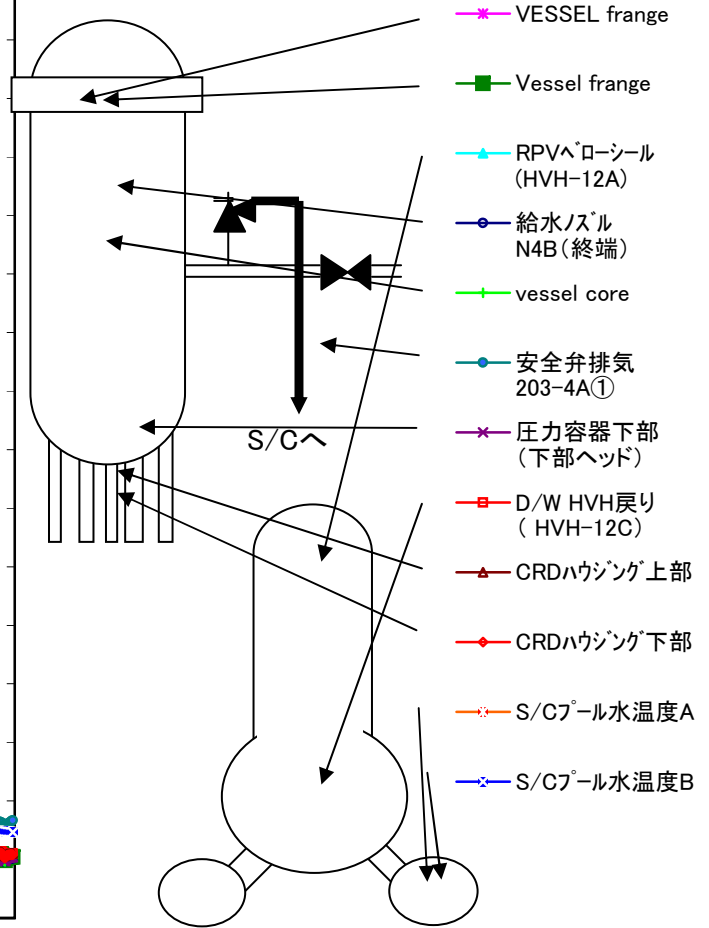 VESSEL frange
Vessel frange
RPVﾍﾞﾛｰｼｰﾙ
(HVH-12A)
給水ﾉｽﾞﾙ
N4B(終端)
vessel core
安全弁排気
203-4A①
S/Cへ
圧力容器下部
(下部ヘッド)
D/W HVH戻り
( HVH-12C)
CRDﾊｳｼﾞﾝｸﾞ上部
CRDﾊｳｼﾞﾝｸﾞ下部
S/Cﾌﾟｰﾙ水温度A
S/Cﾌﾟｰﾙ水温度B